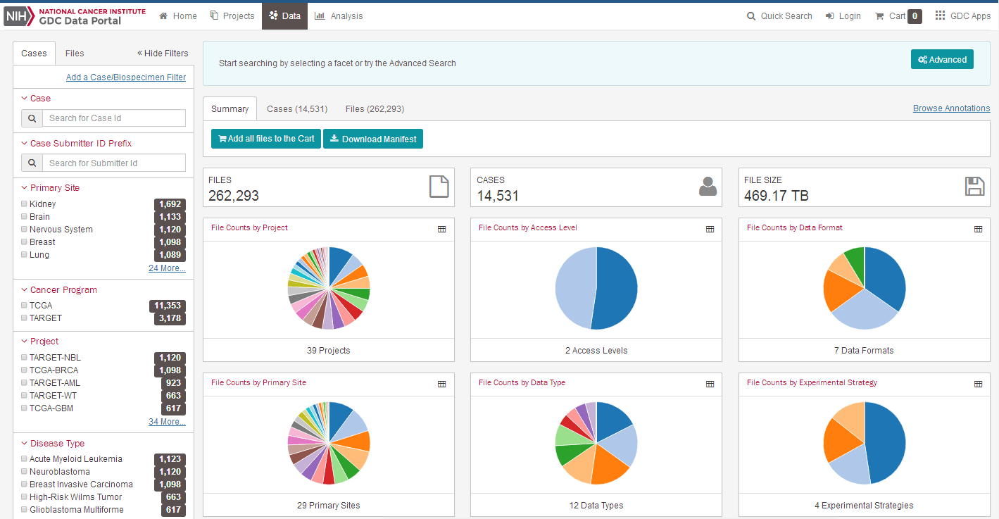 NIH NATIONAL CANCER INSTITUTE
GDC Data Portal
Home Projects Data Analysis
Quick Search Login Cart 0 GDC Apps
Cases Files « Hide Filters
Add a Case/Biospecimen Filter
Case
Search for Case Id
Case Submitter ID Prefix
Search for Submitter Id
Primary Site
Kidney 1,692
Brain 1,133
Nervous System 1,120
Breast 1,098
Lung 1,089
24 More...
Cancer Program
TCGA 11,353
TARGET 3,178
Project
TARGET-NBL 1,120
TCGA-BRCA 1,098
TARGET-AML 923
TARGET-WT 663
TCGA-GBM 617
34 More...
Disease Type
Acute Myeloid Leukemia 1,123
Neuroblastoma 1,120
Breast Invasive Carcinoma 1,098
High-Risk Wilms Tumor 663
Glioblastoma Multiforme 617
Start searching by selecting a facet or try the Advanced Search
Advanced
Summary Cases (14,531) Files (262,293)
Browse Annotations
Add all files to the Cart Download Manifest
FILES
262,293
CASES
14,531
FILE SIZE
469.17 TB
File Counts by Project
39 Projects
File Counts by Access Level
2 Access Levels
File Counts by Data Format
7 Data Formats
File Counts by Primary Site
29 Primary Sites
File Counts by Data Type
12 Data Types
File Counts by Experimental Strategy
4 Experimental Strategies